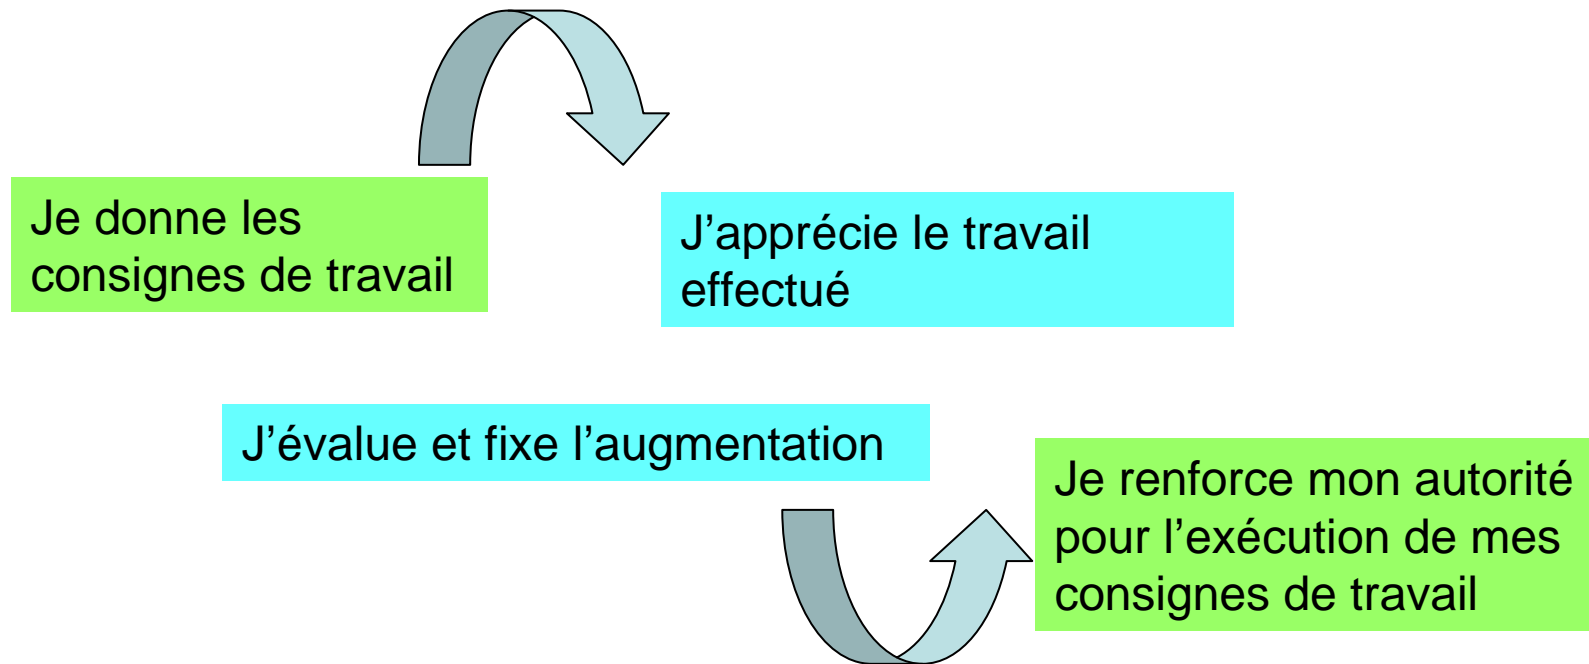 Je donne les
consignes de travail
J’apprécie le travail
effectué
J’évalue et fixe l’augmentation
Je renforce mon autorité
pour l’exécution de mes
consignes de travail